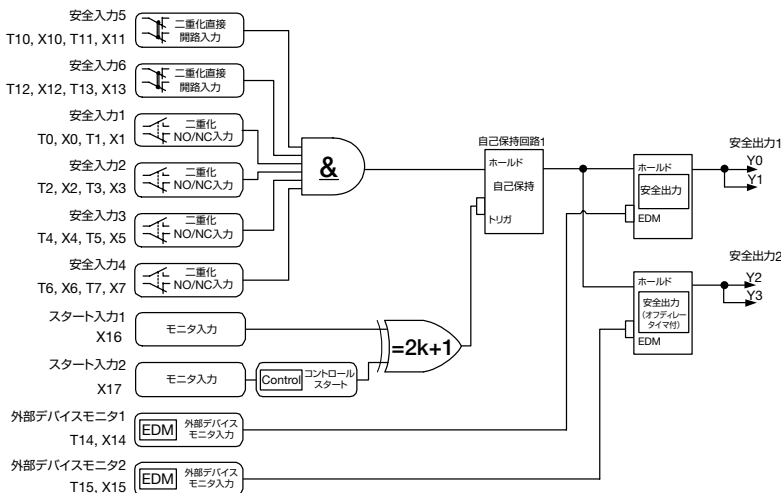 安全入力5
T10, X10, T11, X11
二重化直接
開路入力
安全入力6
T12, X12, T13, X13
二重化直接
開路入力
安全入力1
T0, X0, T1, X1
二重化
NO/NC入力
安全入力2
T2, X2, T3, X3
二重化
NO/NC入力
安全入力3
T4, X4, T5, X5
二重化
NO/NC入力
安全入力4
T6, X6, T7, X7
二重化
NO/NC入力
スタート入力1
X16
モニタ入力
スタート入力2
X17
モニタ入力
Control
コントロール
スタート
外部デバイスモニタ1
T14, X14
EDM
外部デバイス
モニタ入力
外部デバイスモニタ2
T15, X15
EDM
外部デバイス
モニタ入力
&
=2k+1
自己保持回路1
ホールド
自己保持
トリガ
安全出力1
ホールド
安全出力
EDM
Y0
Y1
安全出力2
ホールド
安全出力
(オフディレー
タイマ付)
EDM
Y2
Y3